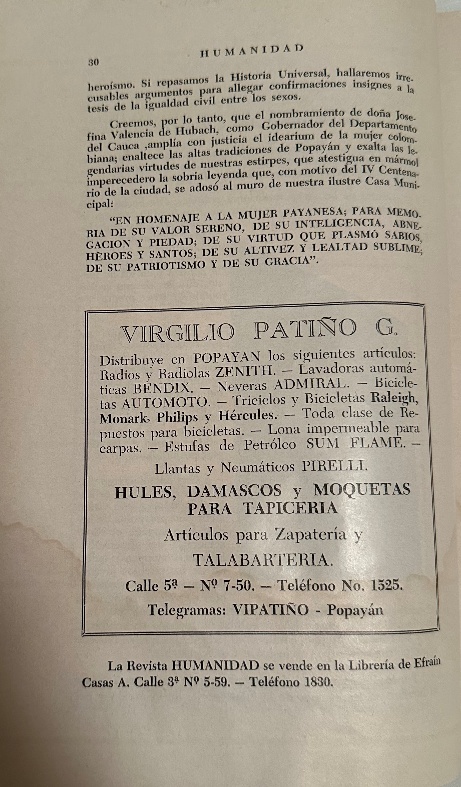 30
HUMANIDAD
heroísmo. Si repasamos la Historia Universal, hallaremos irre-
cusables argumentos para allegar confirmaciones insignes a la
tesis de la igualdad civil entre los sexos.
Creemos, por lo tanto, que el nombramiento de doña Jose-
fina Valencia de Hubach, como Gobernador del Departamento
del Cauca ,amplía con justicia el idearium de la mujer colom-
biana; enaltece las altas tradiciones de Popayán y exalta las le-
gendarias virtudes de nuestras estirpes, que atestigua en mármol
imperecedero la sobria leyenda que, con motivo del IV Centena-
rio de la ciudad, se adosó al muro de nuestra ilustre Casa Muni-
cipal:
"EN HOMENAJE A LA MUJER PAYANESA; PARA MEMO-
RIA DE SU VALOR SERENO, DE SU INTELIGENCIA, ABNE-
GACION Y PIEDAD; DE SU VIRTUD QUE PLASMÓ SABIOS,
HÉROES Y SANTOS; DE SU ALTIVEZ Y LEALTAD SUBLIME;
DE SU PATRIOTISMO Y DE SU GRACIA".
VIRGILIO PATIÑO G.
Distribuye en POPAYAN los siguientes artículos:
Radios y Radiolas ZENITH. — Lavadoras automá-
ticas BENDIX. — Neveras ADMIRAL. — Bicicle-
tas AUTOMOTO. — Triciclos y Bicicletas Raleigh,
Monark- Philips y Hércules. — Toda clase de Re-
puestos para bicicletas. — Lona impermeable para
carpas. — Estufas de Petróleo SUM FLAME. —
Llantas y Neumáticos PIRELLI.
HULES, DAMASCOS y MOQUETAS
PARA TAPICERIA
Artículos para Zapatería y
TALABARTERIA.
Calle 5ª — Nº 7-50. — Teléfono No. 1525.
Telegramas: VIPATIÑO - Popayán
La Revista HUMANIDAD se vende en la Librería de Efraín
Casas A. Calle 3ª Nº 5-59. — Teléfono 1830.